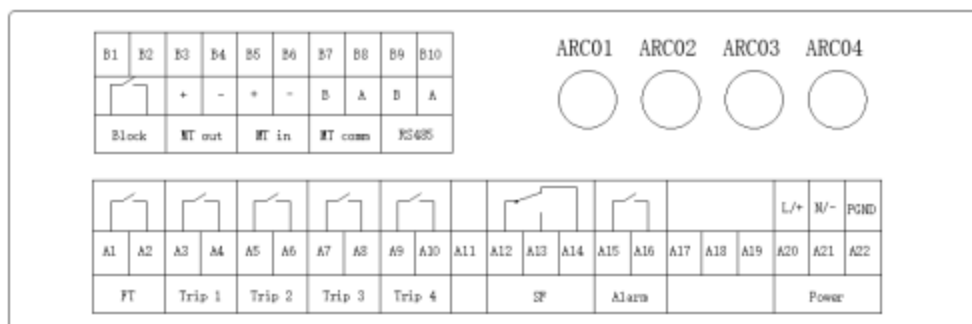 B1 B2 B3 B4 B5 B6 B7 B8 B9 B10
+ - + - B A B A
Block MT out MT in MT comm RS485
ARC01 ARC02 ARC03 ARC04
L/+ N/- PGND
A1 A2 A3 A4 A5 A6 A7 A8 A9 A10 A11 A12 A13 A14 A15 A16 A17 A18 A19 A20 A21 A22
Trip 1 Trip 2 Trip 3 Trip 4 Alarm Power